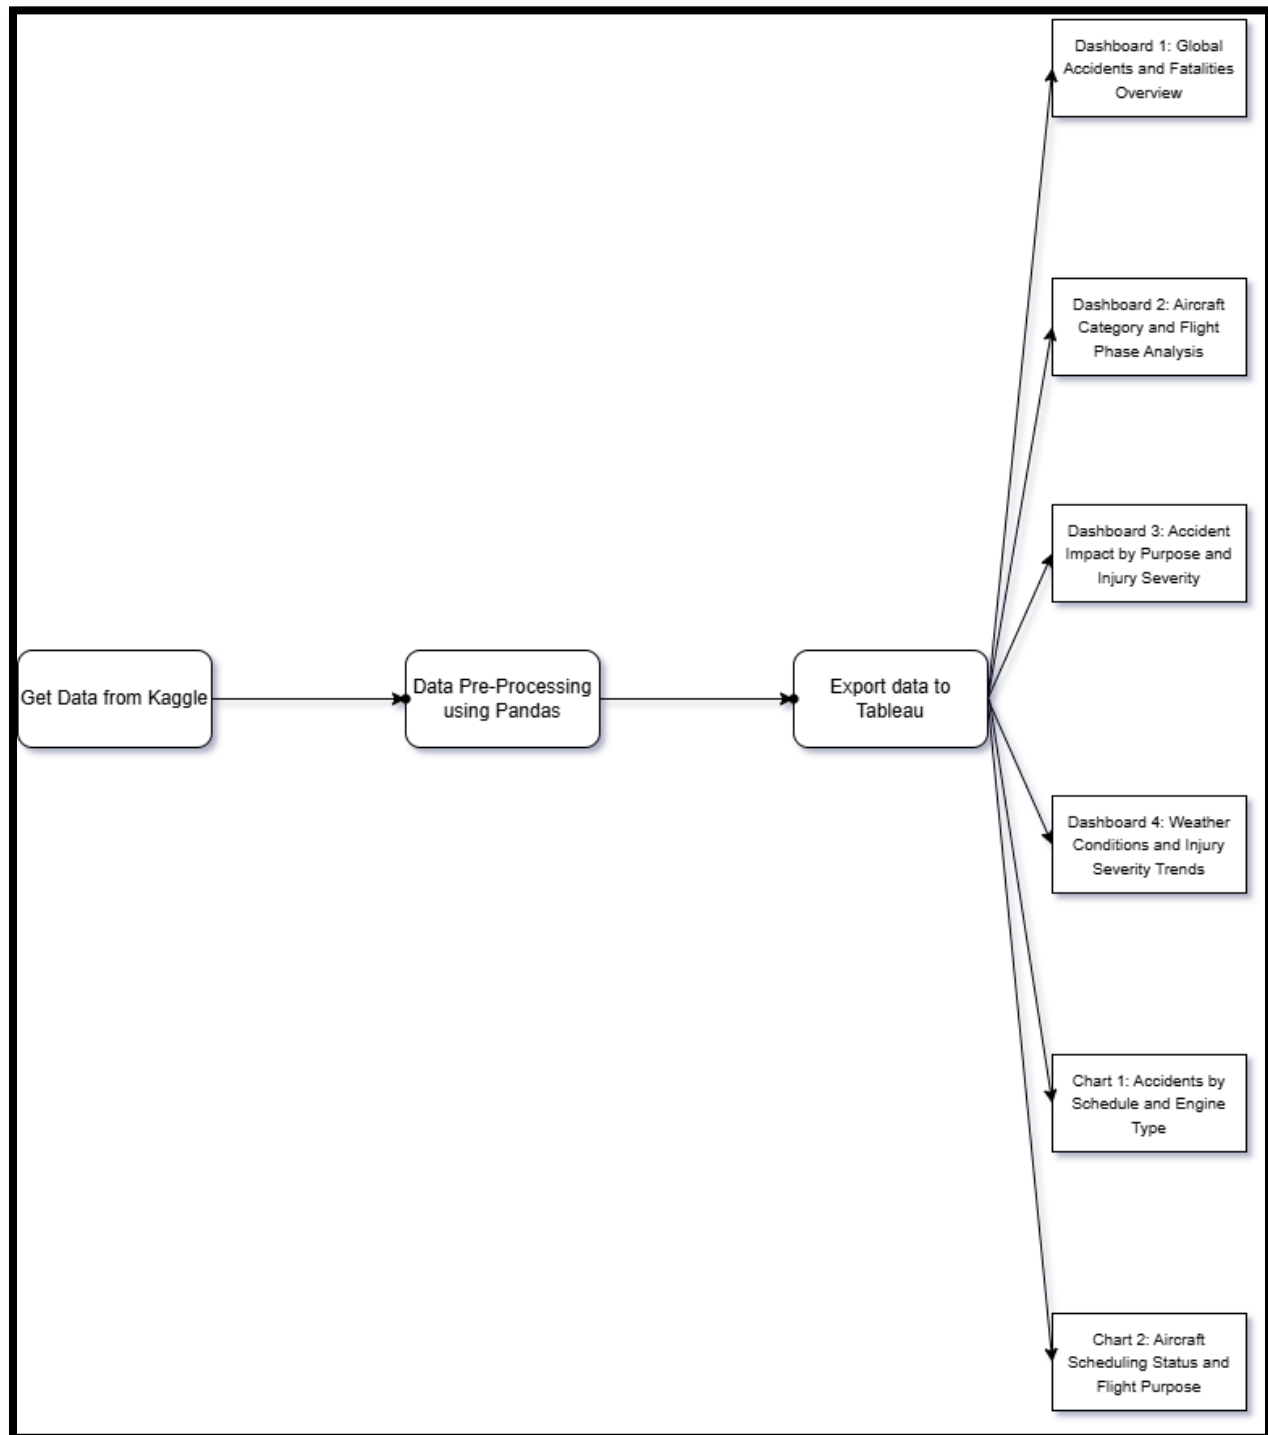 Dashboard 1: Global
Accidents and Fatalities
Overview
Dashboard 2: Aircraft
Category and Flight
Phase Analysis
Dashboard 3: Accident
Impact by Purpose and
Injury Severity
Get Data from Kaggle
Data Pre-Processing
using Pandas
Export data to
Tableau
Dashboard 4: Weather
Conditions and Injury
Severity Trends
Chart 1: Accidents by
Schedule and Engine
Type
Chart 2: Aircraft
Scheduling Status and
Flight Purpose